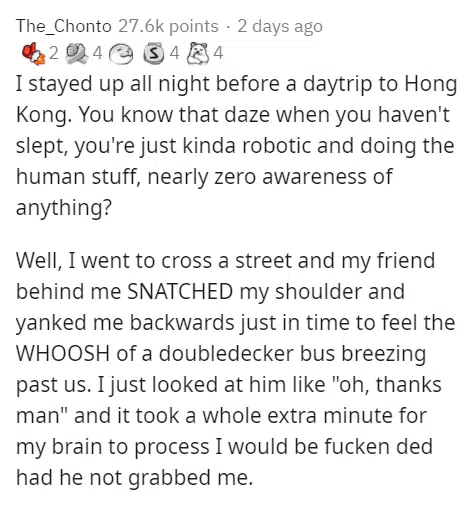 The_Chonto 27.6k points · 2 days ago
2 4 S 4 4
I stayed up all night before a daytrip to Hong
Kong. You know that daze when you haven't
slept, you're just kinda robotic and doing the
human stuff, nearly zero awareness of
anything?
Well, I went to cross a street and my friend
behind me SNATCHED my shoulder and
yanked me backwards just in time to feel the
WHOOSH of a doubledecker bus breezing
past us. I just looked at him like "oh, thanks
man" and it took a whole extra minute for
my brain to process I would be fucken ded
had he not grabbed me.